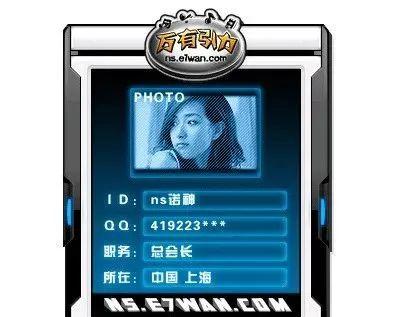 万有引力
ns.e7wan.com
PHOTO
ID: ns诺神
QQ: 419223***
职务: 总会长
所在: 中国 上海
NS.E7WAN.COM